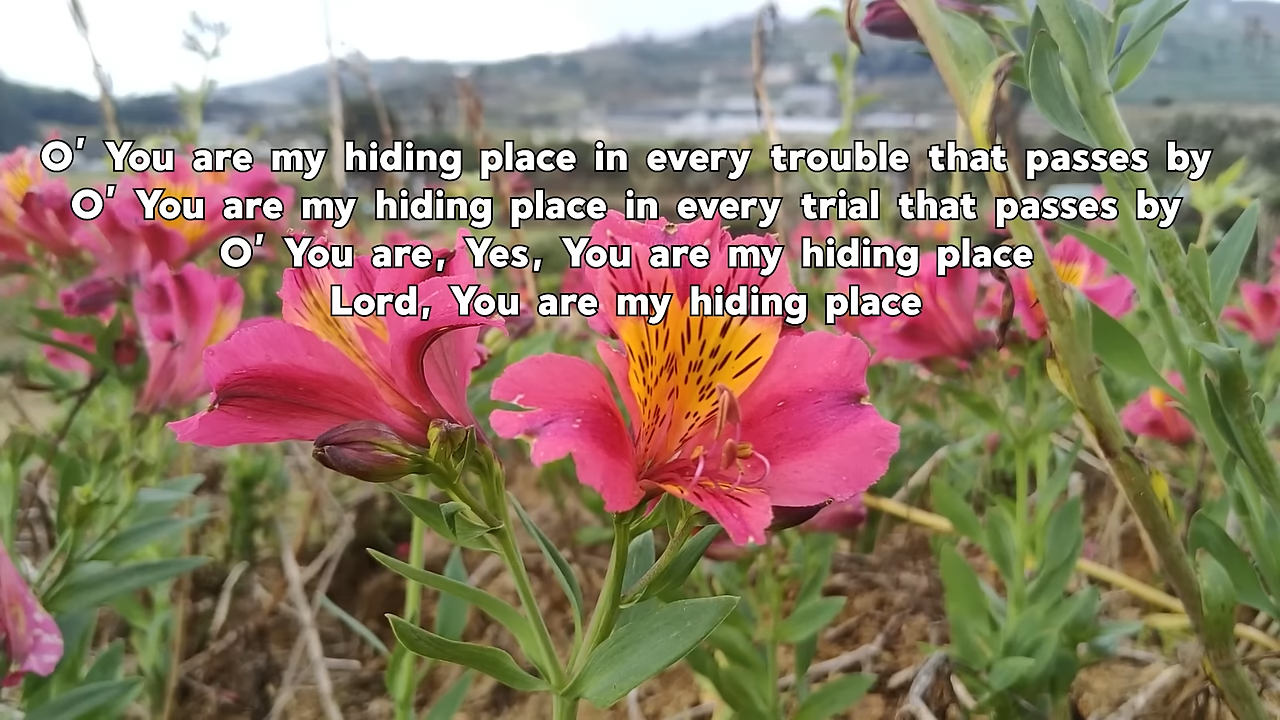 O' You are my hiding place in every trouble that passes by
O' You are my hiding place in every trial that passes by
O' You are, Yes, You are my hiding place
Lord, You are my hiding place